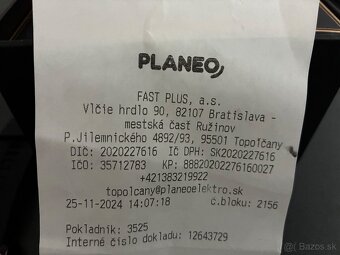 PLANEO
FAST PLUS, a.s.
Vlčie hrdlo 90, 82107 Bratislava -
mestská časť Ružinov
P.Jilemnického 4892/93, 95501 Topoľčany
DIČ: 2020227616 IČ DPH: SK2020227616
IČO: 35712783 KP: 88820202276160027
+421383219922
topolcany@planeoelektro.sk
25-11-2024 14:07:18 č.bloku: 2156
Pokladník: 3525
Interné číslo dokladu: 12643729
Bazos.sk